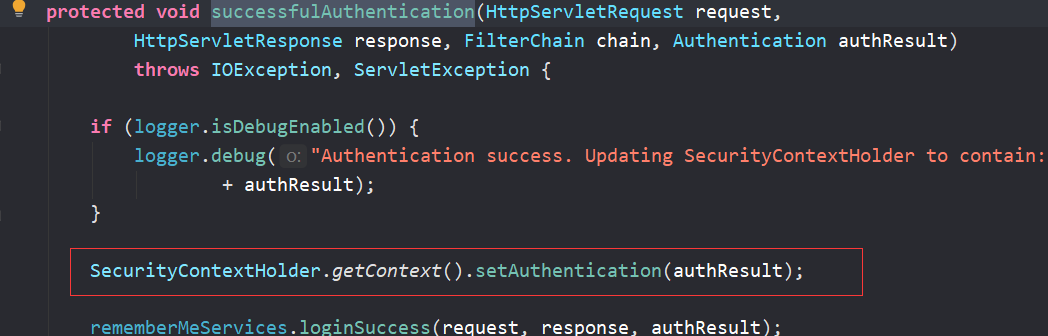 protected void successfulAuthentication(HttpServletRequest request,
HttpServletResponse response, FilterChain chain, Authentication authResult)
throws IOException, ServletException {
if (logger.isDebugEnabled()) {
logger.debug( o: "Authentication success. Updating SecurityContextHolder to contain:
+ authResult);
}
SecurityContextHolder.getContext().setAuthentication(authResult);
rememberMeServices.loginSuccess(request, response, authResult);